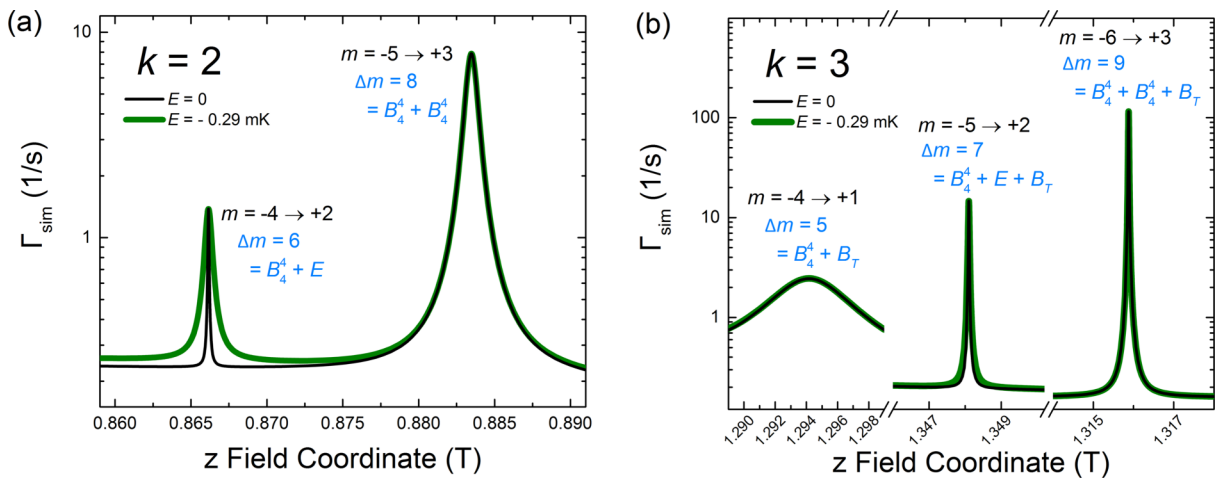 (a)
k = 2
E = 0
E = - 0.29 mK
m = -5 → +3
Δm = 8
= B₄⁴ + B₄⁴
m = -4 → +2
Δm = 6
= B₄⁴ + E
10
1
Γsim (1/s)
0.860 0.865 0.870 0.875 0.880 0.885 0.890
z Field Coordinate (T)
(b)
k = 3
E = 0
E = - 0.29 mK
m = -6 → +3
Δm = 9
= B₄⁴ + B₄⁴ + B_T
m = -5 → +2
Δm = 7
= B₄⁴ + E + B_T
m = -4 → +1
Δm = 5
= B₄⁴ + B_T
100
10
1
Γsim (1/s)
1.290 1.292 1.294 1.296 1.298 1.347 1.349 1.315 1.317
z Field Coordinate (T)